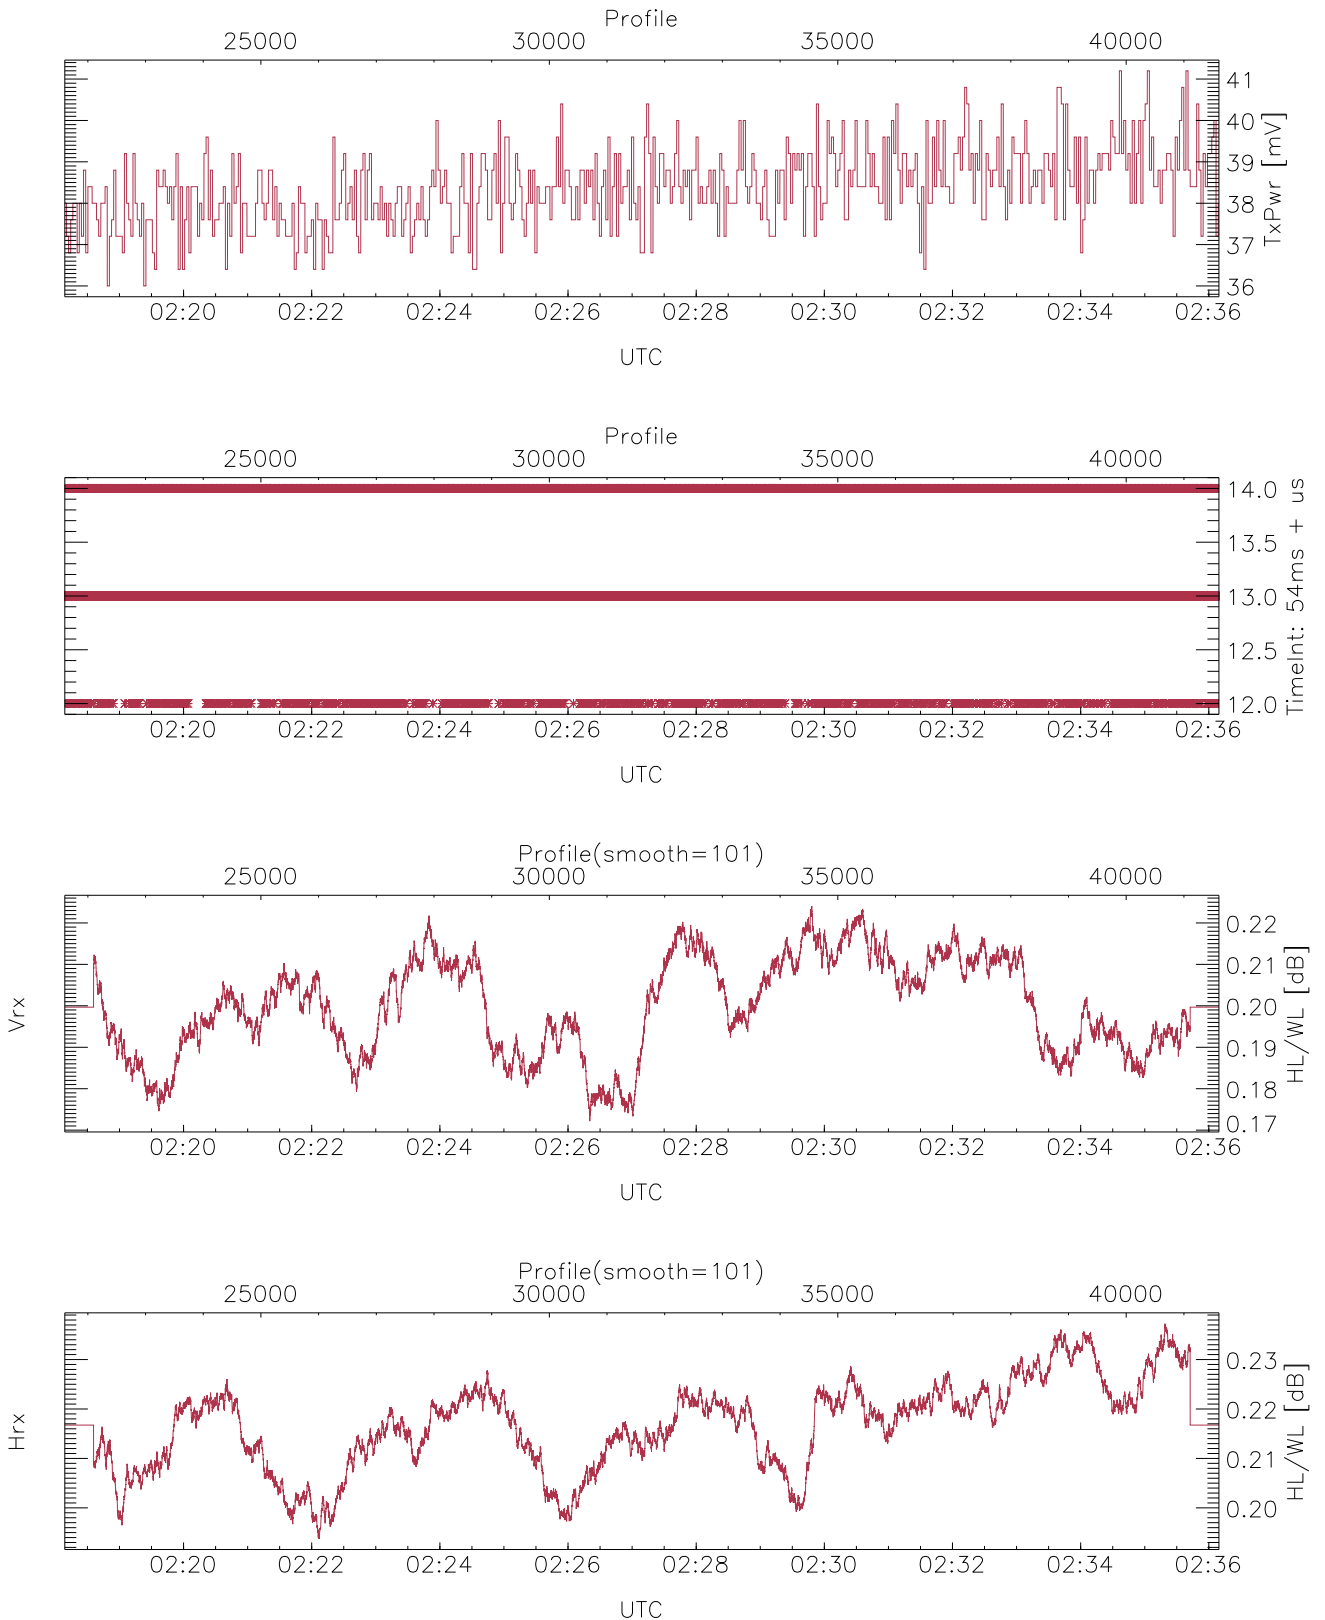 Profile
25000 30000 35000 40000
41
40
39
38
37
36
TxPwr [mV]
02:20 02:22 02:24 02:26 02:28 02:30 02:32 02:34 02:36
UTC
Profile
25000 30000 35000 40000
14.0
13.5
13.0
12.5
12.0
TimeInt: 54ms + us
02:20 02:22 02:24 02:26 02:28 02:30 02:32 02:34 02:36
UTC
Profile(smooth=101)
25000 30000 35000 40000
Vrx
0.22
0.21
0.20
0.19
0.18
0.17
HL/WL [dB]
02:20 02:22 02:24 02:26 02:28 02:30 02:32 02:34 02:36
UTC
Profile(smooth=101)
25000 30000 35000 40000
Hrx
0.23
0.22
0.21
0.20
HL/WL [dB]
02:20 02:22 02:24 02:26 02:28 02:30 02:32 02:34 02:36
UTC